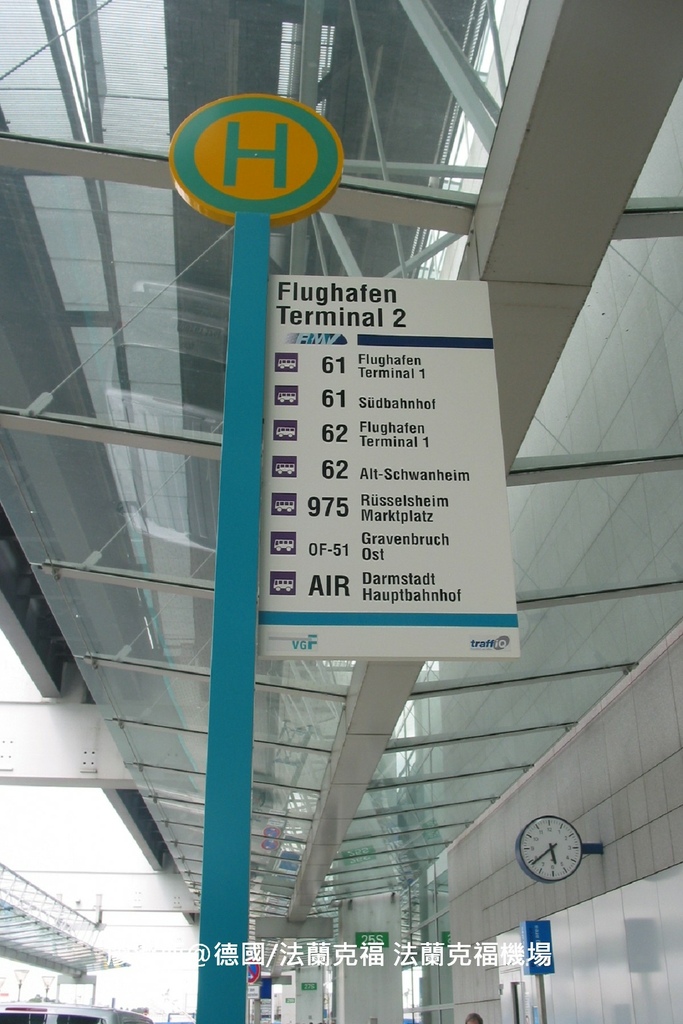 H
Flughafen
Terminal 2
RMV
61 Flughafen
Terminal 1
61 Südbahnhof
62 Flughafen
Terminal 1
62 Alt-Schwanheim
975 Rüsselsheim
Marktplatz
OF-51 Gravenbruch
Ost
AIR Darmstadt
Hauptbahnhof
VGF traffiQ
25S
@德國/法蘭克福 法蘭克福機場